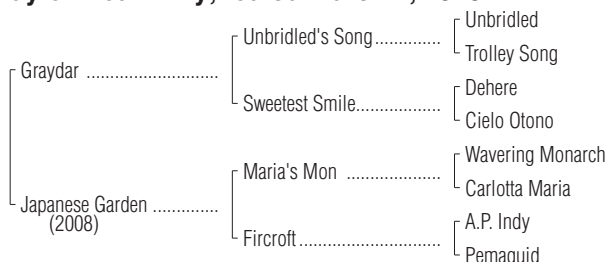 Unbridled
Unbridled's Song
Trolley Song
Graydar
Dehere
Sweetest Smile
Cielo Otono
Wavering Monarch
Maria's Mon
Carlotta Maria
Japanese Garden
(2008)
A.P. Indy
Fircroft
Pemaquid